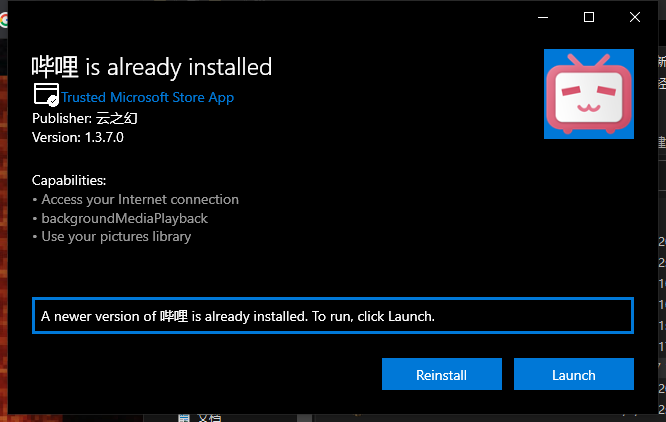 哔哩 is already installed
Trusted Microsoft Store App
Publisher: 云之幻
Version: 1.3.7.0
Capabilities:
• Access your Internet connection
• backgroundMediaPlayback
• Use your pictures library
A newer version of 哔哩 is already installed. To run, click Launch.
Reinstall
Launch
文档